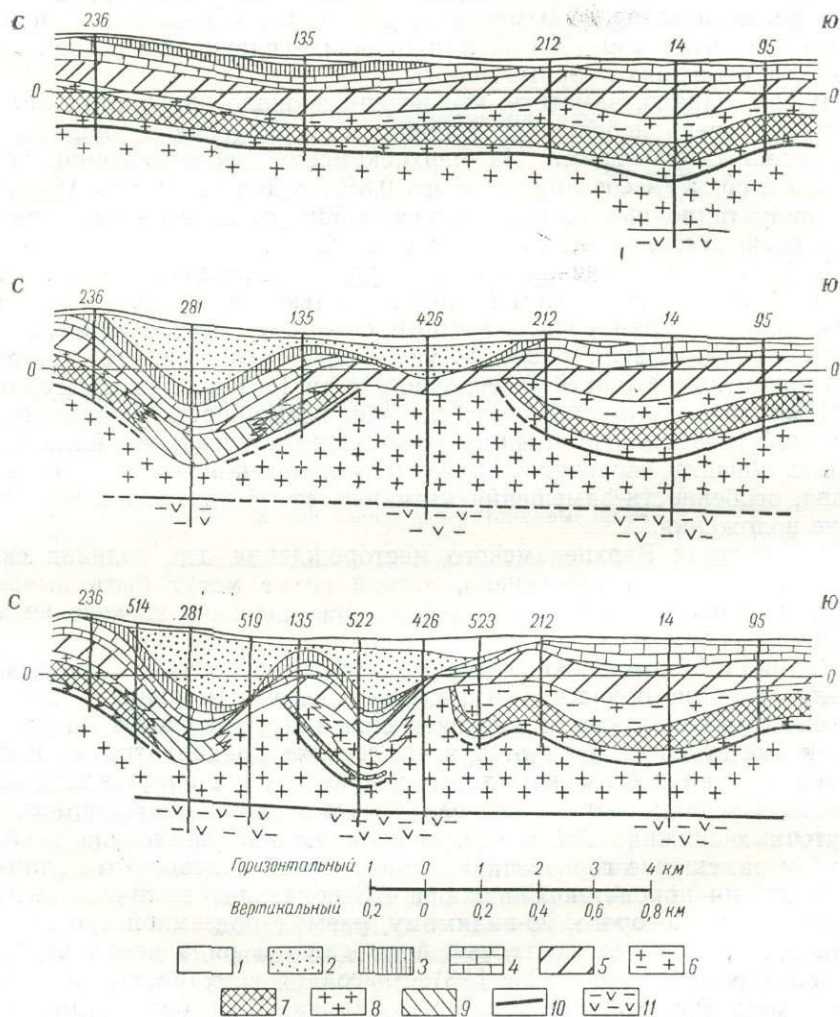 С Ю
236 135 212 14 95
0 0
С Ю
236 281 135 426 212 14 95
0 0
С Ю
236 514 281 519 135 522 426 523 212 14 95
0 0
Верхнекамского месторождения
Горизонтальный 1 0 1 2 3 4 км
Вертикальный 0,2 0 0,2 0,4 0,6 0,8 км
1 2 3 4 5 6
7 8 9 10 11